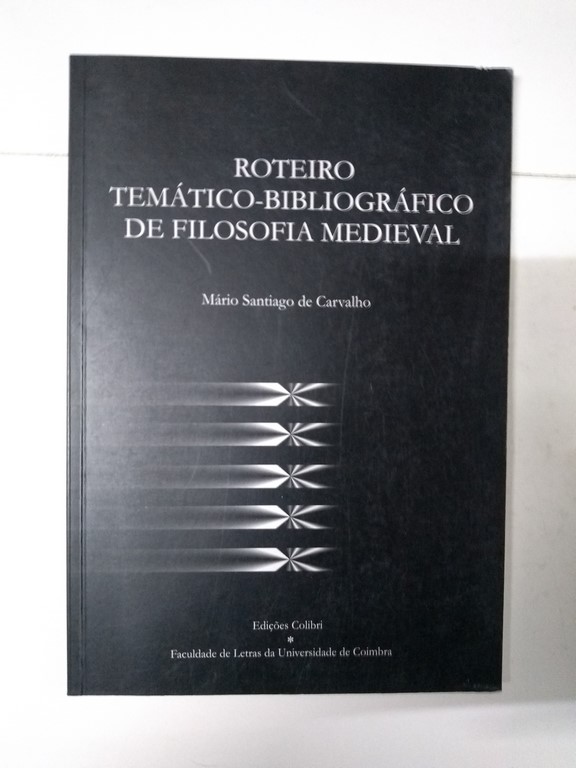 ROTEIRO
TEMÁTICO-BIBLIOGRÁFICO
DE FILOSOFIA MEDIEVAL
Mário Santiago de Carvalho
Edições Colibri
*
Faculdade de Letras da Universidade de Coimbra